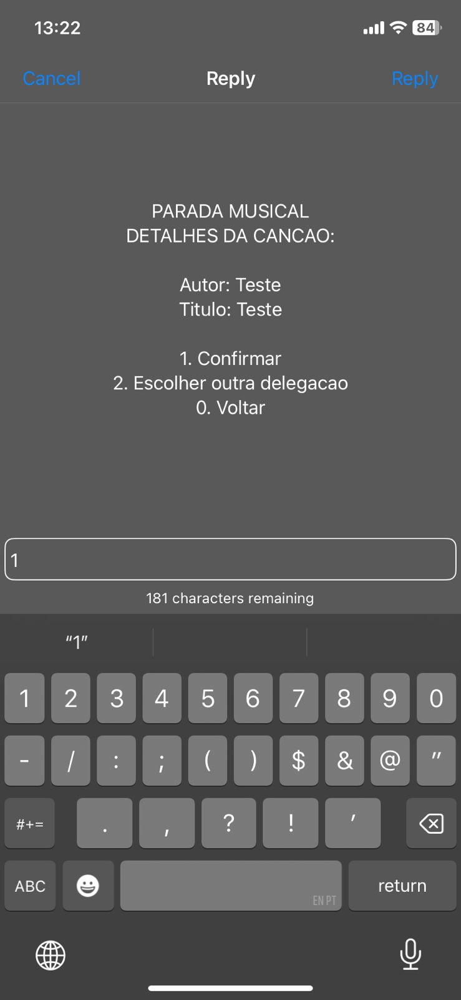 13:22
84
Cancel
Reply
Reply
PARADA MUSICAL
DETALHES DA CANCAO:
Autor: Teste
Titulo: Teste
1. Confirmar
2. Escolher outra delegacao
0. Voltar
1
181 characters remaining
“1”
1 2 3 4 5 6 7 8 9 0
- / : ; ( ) $ & @ "
#+= . , ? ! '
ABC
EN PT
return